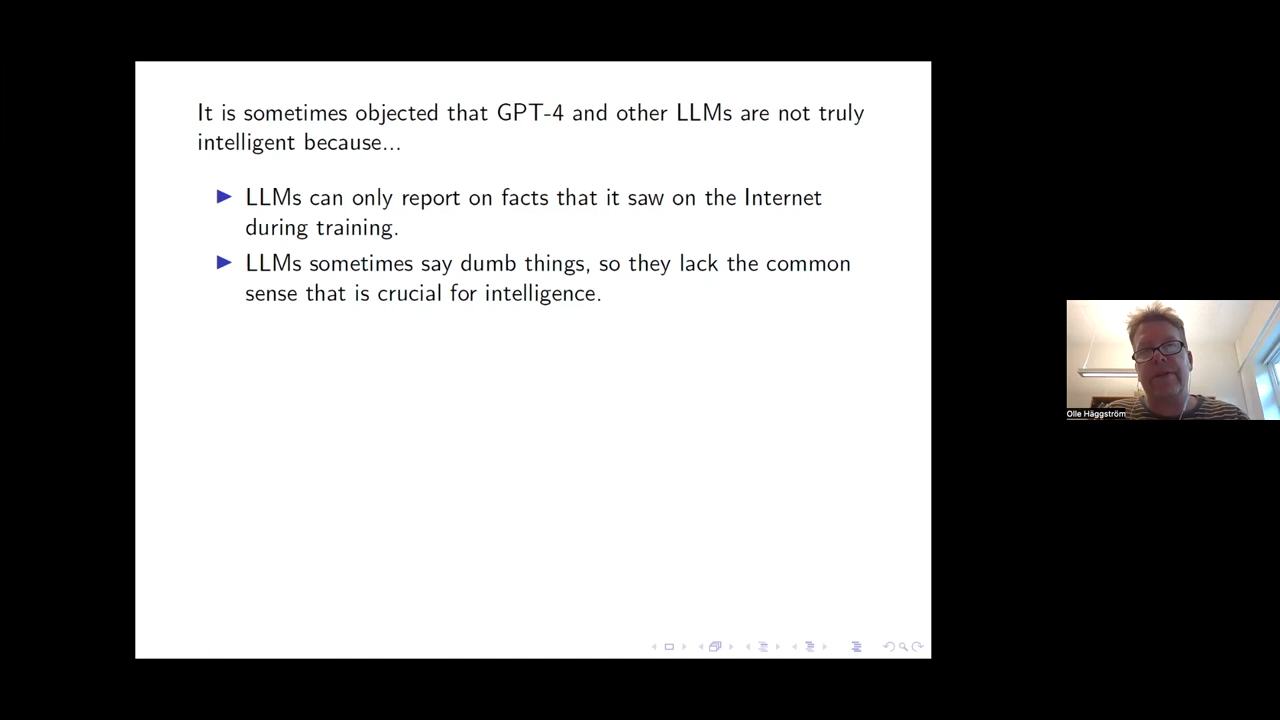 It is sometimes objected that GPT-4 and other LLMs are not truly
intelligent because...
LLMs can only report on facts that it saw on the Internet
during training.
LLMs sometimes say dumb things, so they lack the common
sense that is crucial for intelligence.
Olle Häggström